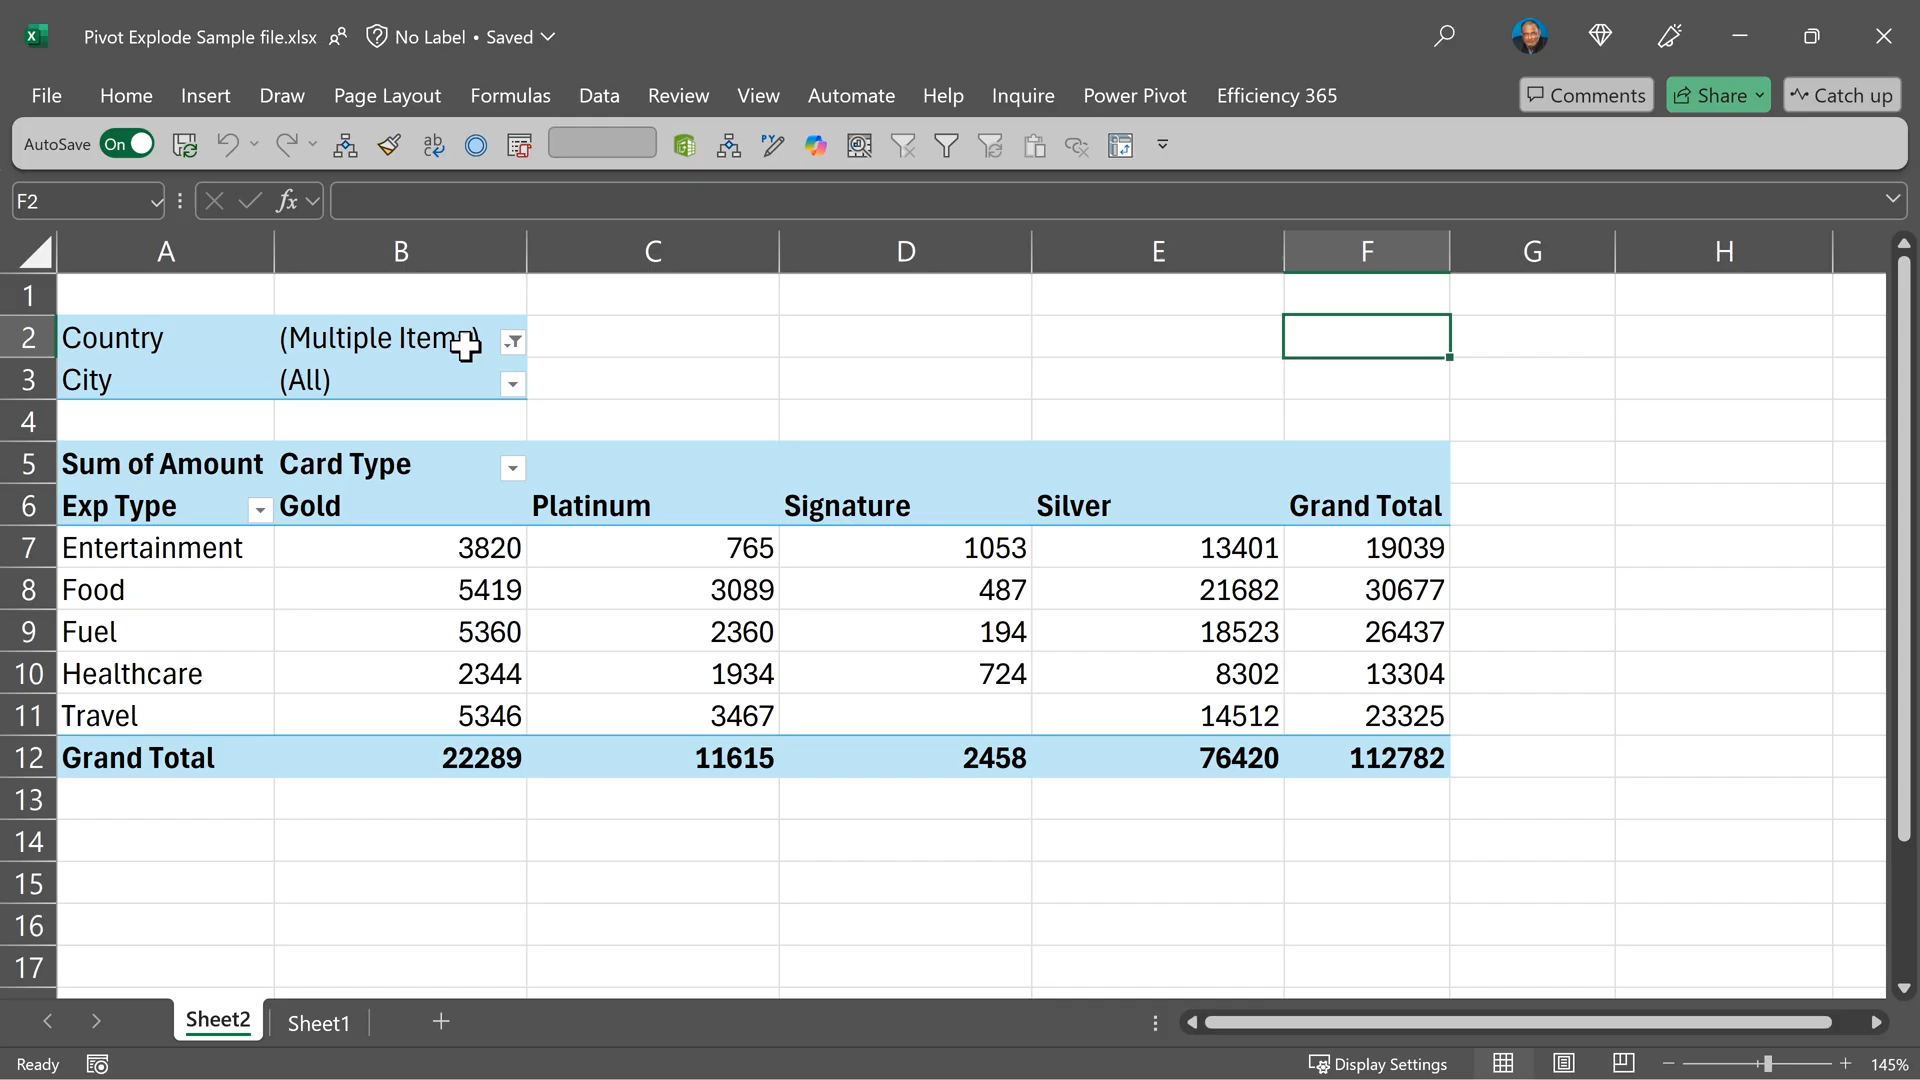 Pivot Explode Sample file.xlsx No Label • Saved
File Home Insert Draw Page Layout Formulas Data Review View Automate Help Inquire Power Pivot Efficiency 365 Comments Share Catch up
AutoSave On
F2 fx
A B C D E F G H
1
2 Country (Multiple Items)
3 City (All)
4
5 Sum of Amount Card Type
6 Exp Type Gold Platinum Signature Silver Grand Total
7 Entertainment 3820 765 1053 13401 19039
8 Food 5419 3089 487 21682 30677
9 Fuel 5360 2360 194 18523 26437
10 Healthcare 2344 1934 724 8302 13304
11 Travel 5346 3467 14512 23325
12 Grand Total 22289 11615 2458 76420 112782
13
14
15
16
17
Sheet2 Sheet1
Ready Display Settings 145%